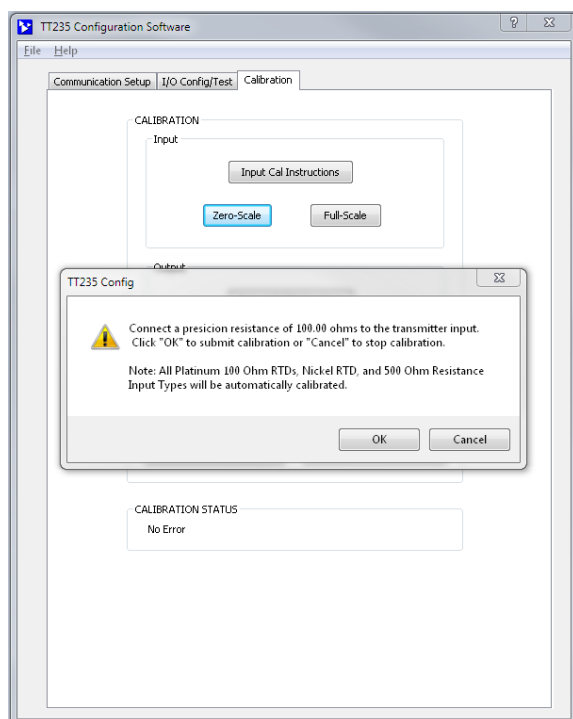 TT235 Configuration Software
File Help
Communication Setup I/O Config/Test Calibration
CALIBRATION
Input
Input Cal Instructions
Zero-Scale Full-Scale
Output
TT235 Config
Connect a presicion resistance of 100.00 ohms to the transmitter input.
Click "OK" to submit calibration or "Cancel" to stop calibration.
Note: All Platinum 100 Ohm RTDs, Nickel RTD, and 500 Ohm Resistance
Input Types will be automatically calibrated.
OK Cancel
CALIBRATION STATUS
No Error